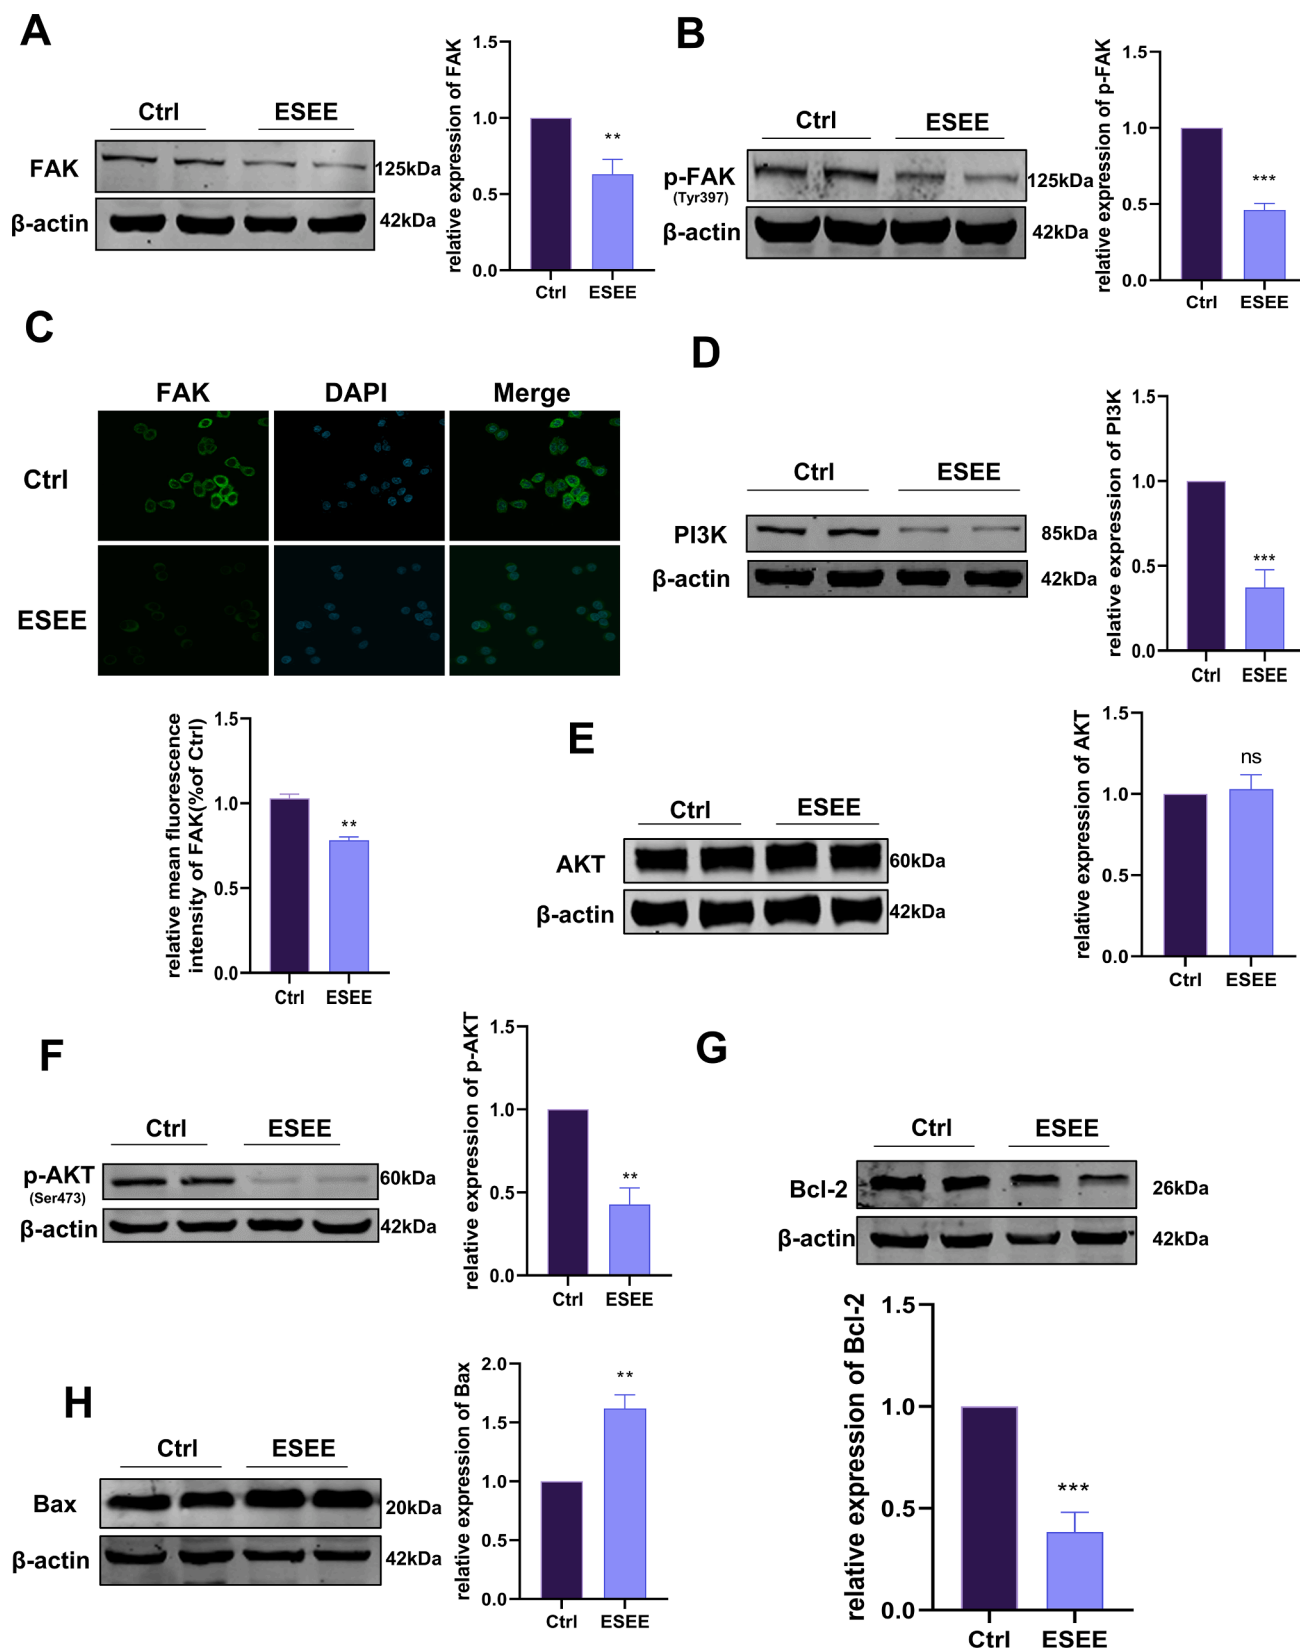 A
Ctrl ESEE
FAK 125kDa
β-actin 42kDa
relative expression of FAK
1.5
1.0
0.5
0.0
**
Ctrl ESEE
B
Ctrl ESEE
p-FAK 125kDa
(Tyr397)
β-actin 42kDa
relative expression of p-FAK
1.5
1.0
0.5
0.0
***
Ctrl ESEE
C
FAK DAPI Merge
Ctrl
ESEE
relative mean fluorescence
intensity of FAK(%of Ctrl)
1.5
1.0
0.5
0.0
**
Ctrl ESEE
D
Ctrl ESEE
PI3K 85kDa
β-actin 42kDa
relative expression of PI3K
1.5
1.0
0.5
0.0
***
Ctrl ESEE
E
Ctrl ESEE
AKT 60kDa
β-actin 42kDa
relative expression of AKT
1.5
1.0
0.5
0.0
ns
Ctrl ESEE
F
Ctrl ESEE
p-AKT 60kDa
(Ser473)
β-actin 42kDa
relative expression of p-AKT
1.5
1.0
0.5
0.0
**
Ctrl ESEE
G
Ctrl ESEE
Bcl-2 26kDa
β-actin 42kDa
relative expression of Bcl-2
1.5
1.0
0.5
0.0
***
Ctrl ESEE
H
Ctrl ESEE
Bax 20kDa
β-actin 42kDa
relative expression of Bax
2.0
1.5
1.0
0.5
0.0
**
Ctrl ESEE